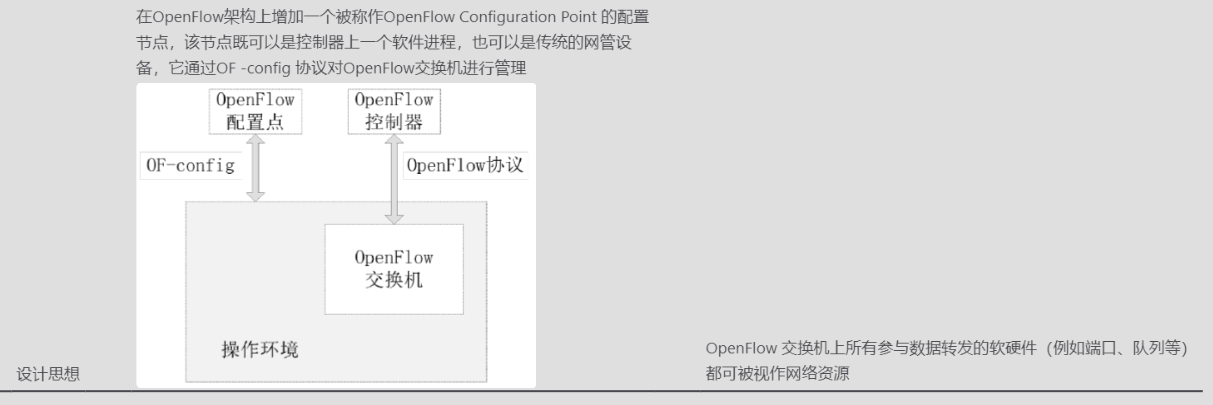 在OpenFlow架构上增加一个被称作OpenFlow Configuration Point 的配置
节点，该节点既可以是控制器上一个软件进程，也可以是传统的网管设
备，它通过OF -config 协议对OpenFlow交换机进行管理
OpenFlow
配置点
OpenFlow
控制器
OF-config
OpenFlow协议
OpenFlow
交换机
操作环境
设计思想
OpenFlow 交换机上所有参与数据转发的软硬件（例如端口、队列等）
都可被视作网络资源